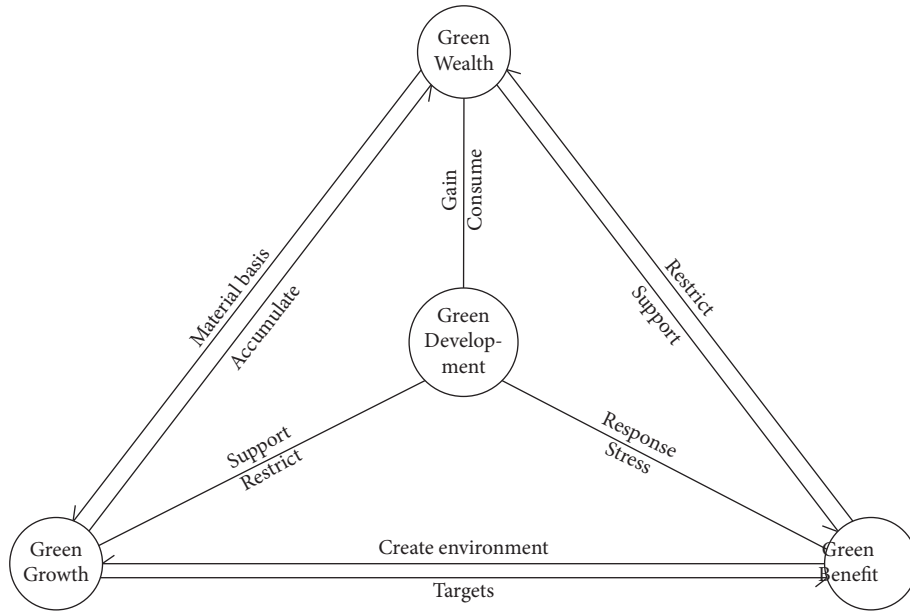 Green
Wealth
Gain
Consume
Material basis
Accumulate
Restrict
Support
Green
Develop-
ment
Support
Restrict
Response
Stress
Green
Growth
Create environment
Targets
Green
Benefit